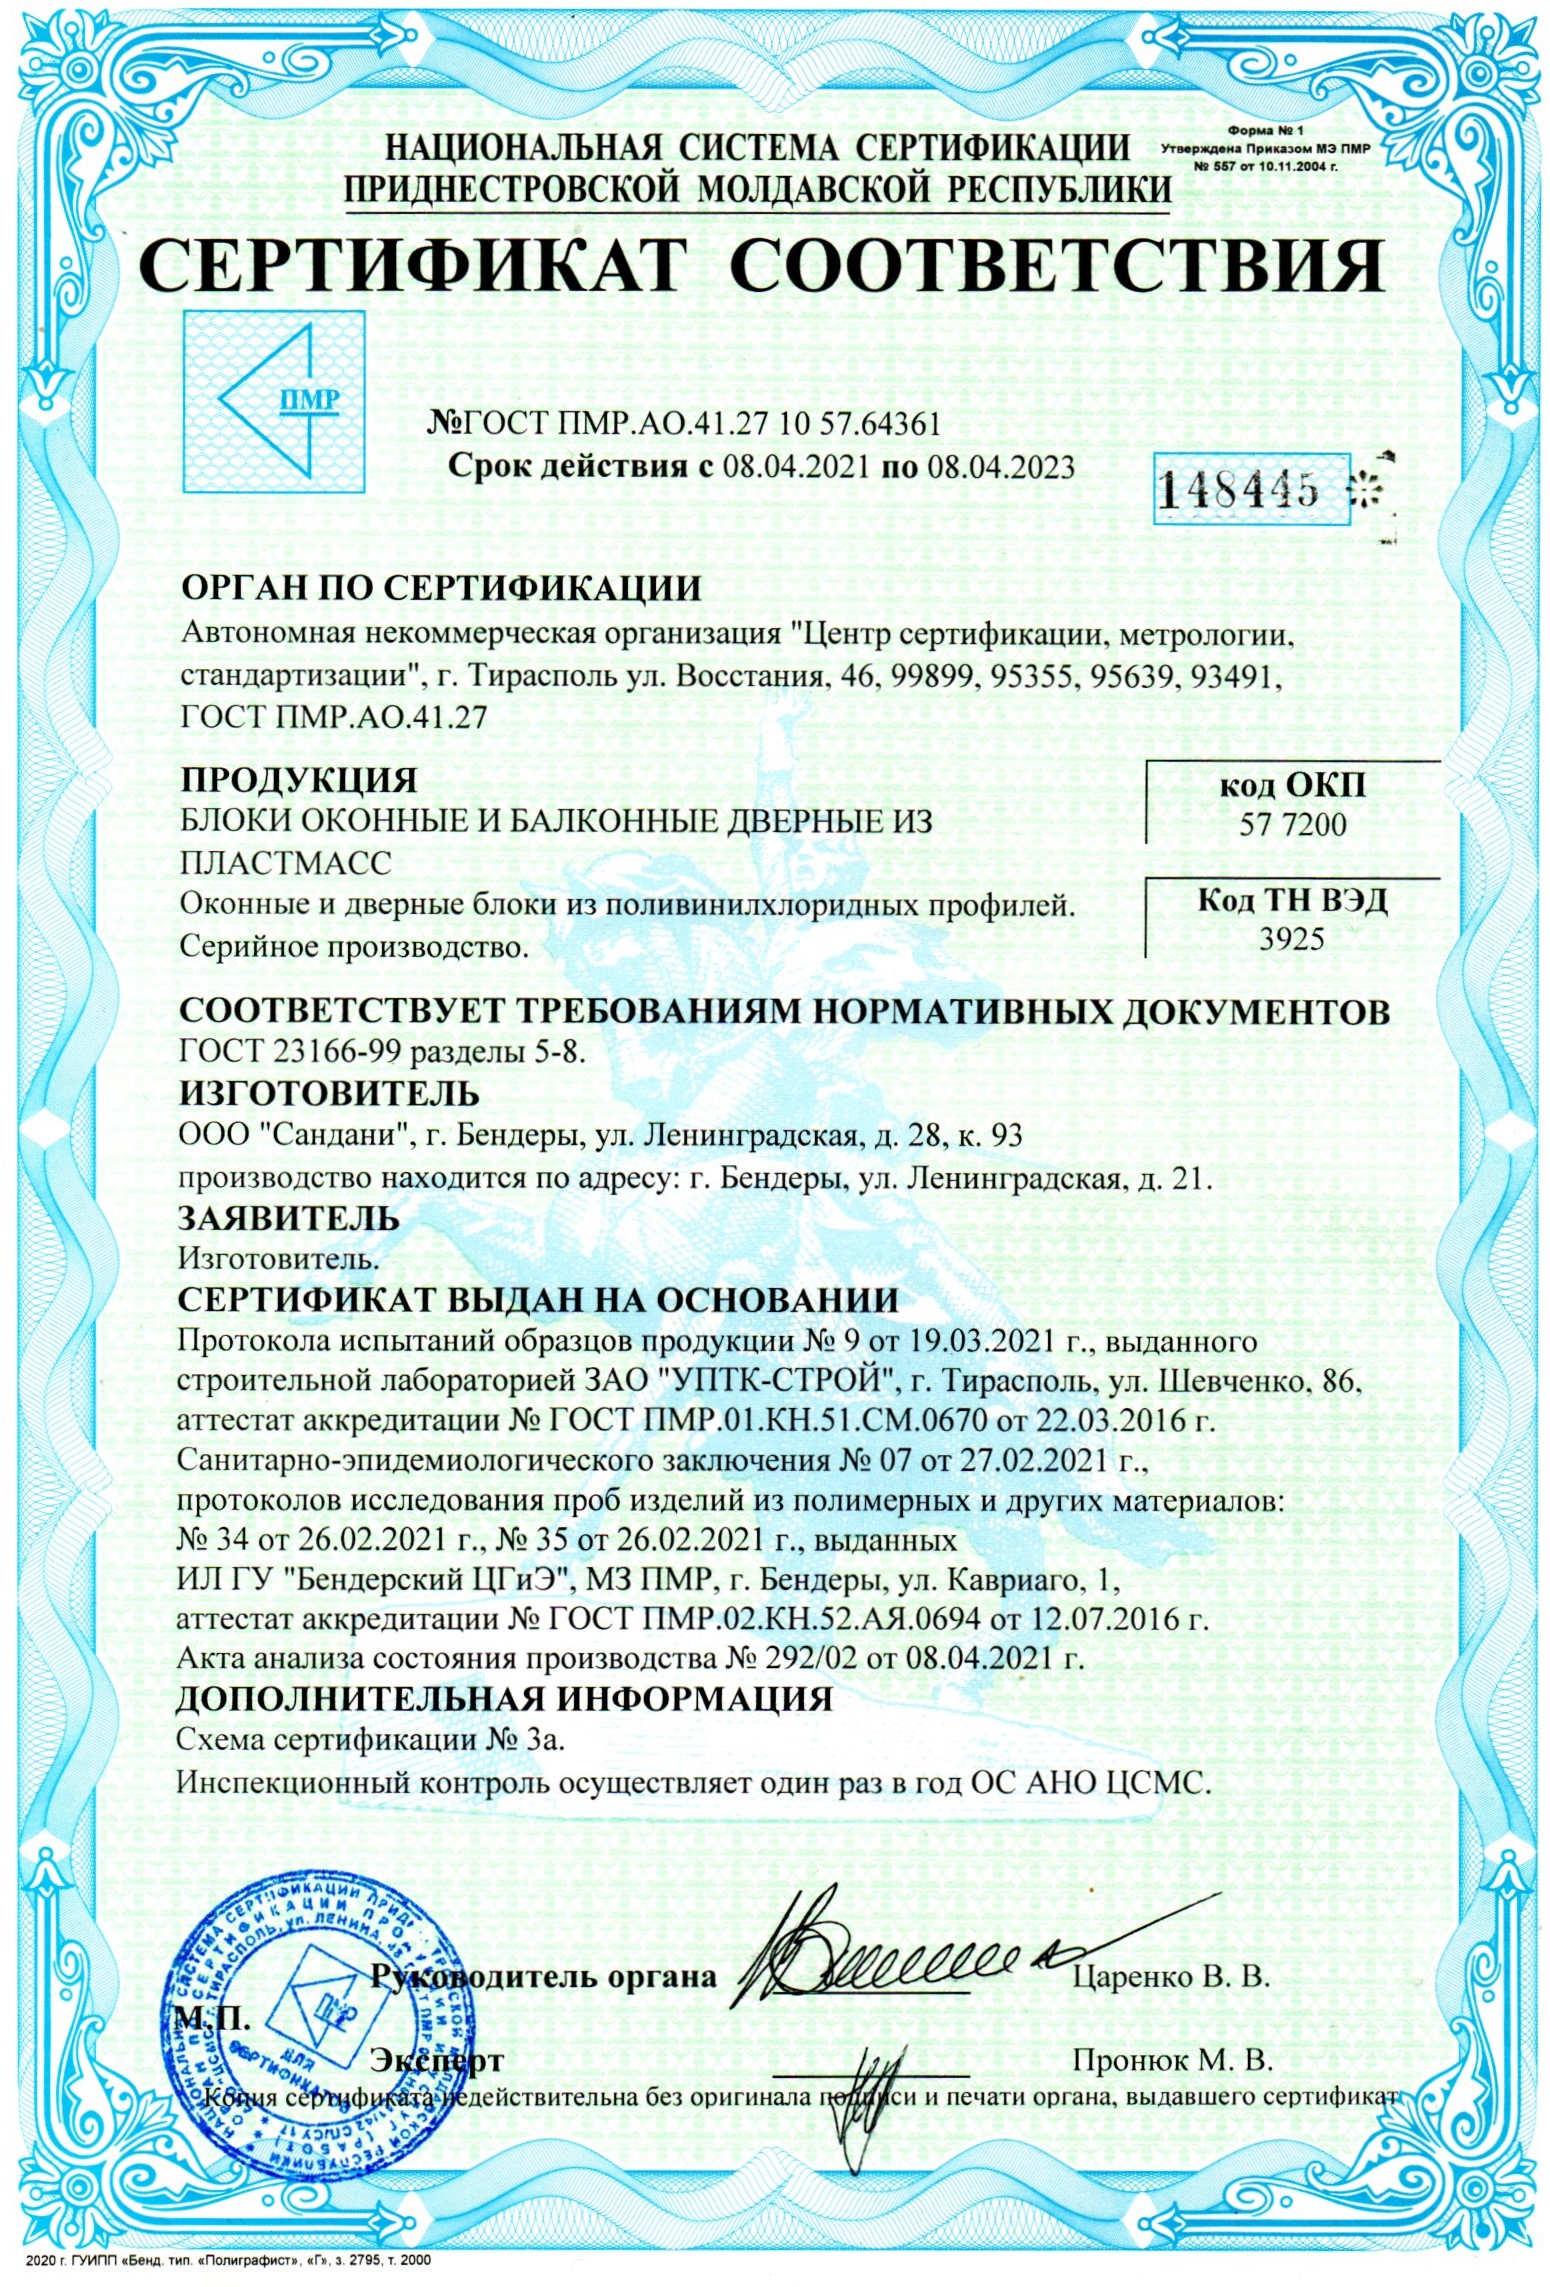 Форма № 1
Утверждена Приказом МЭ ПМР
№ 557 от 10.11.2004 г.
НАЦИОНАЛЬНАЯ СИСТЕМА СЕРТИФИКАЦИИ
ПРИДНЕСТРОВСКОЙ МОЛДАВСКОЙ РЕСПУБЛИКИ
СЕРТИФИКАТ СООТВЕТСТВИЯ
ПМР
№ГОСТ ПМР.АО.41.27 10 57.64361
Срок действия с 08.04.2021 по 08.04.2023
148445
ОРГАН ПО СЕРТИФИКАЦИИ
Автономная некоммерческая организация "Центр сертификации, метрологии,
стандартизации", г. Тирасполь ул. Восстания, 46, 99899, 95355, 95639, 93491,
ГОСТ ПМР.АО.41.27
ПРОДУКЦИЯ
БЛОКИ ОКОННЫЕ И БАЛКОННЫЕ ДВЕРНЫЕ ИЗ
ПЛАСТМАСС
Оконные и дверные блоки из поливинилхлоридных профилей.
Серийное производство.
код ОКП
57 7200
Код ТН ВЭД
3925
СООТВЕТСТВУЕТ ТРЕБОВАНИЯМ НОРМАТИВНЫХ ДОКУМЕНТОВ
ГОСТ 23166-99 разделы 5-8.
ИЗГОТОВИТЕЛЬ
ООО "Сандани", г. Бендеры, ул. Ленинградская, д. 28, к. 93
производство находится по адресу: г. Бендеры, ул. Ленинградская, д. 21.
ЗАЯВИТЕЛЬ
Изготовитель.
СЕРТИФИКАТ ВЫДАН НА ОСНОВАНИИ
Протокола испытаний образцов продукции № 9 от 19.03.2021 г., выданного
строительной лабораторией ЗАО "УПТК-СТРОЙ", г. Тирасполь, ул. Шевченко, 86,
аттестат аккредитации № ГОСТ ПМР.01.КН.51.СМ.0670 от 22.03.2016 г.
Санитарно-эпидемиологического заключения № 07 от 27.02.2021 г.,
протоколов исследования проб изделий из полимерных и других материалов:
№ 34 от 26.02.2021 г., № 35 от 26.02.2021 г., выданных
ИЛ ГУ "Бендерский ЦГиЭ", МЗ ПМР, г. Бендеры, ул. Кавриаго, 1,
аттестат аккредитации № ГОСТ ПМР.02.КН.52.АЯ.0694 от 12.07.2016 г.
Акта анализа состояния производства № 292/02 от 08.04.2021 г.
ДОПОЛНИТЕЛЬНАЯ ИНФОРМАЦИЯ
Схема сертификации № 3а.
Инспекционный контроль осуществляет один раз в год ОС АНО ЦСМС.
Руководитель органа
Царенко В. В.
М.П.
Эксперт
Пронюк М. В.
Копия сертификата недействительна без оригинала подписи и печати органа, выдавшего сертификат
ПМР
ДЛЯ
СЕРТИФИКАТОВ
2020 г. ГУИПП «Бенд. тип. «Полиграфист», «Г», з. 2795, т. 2000